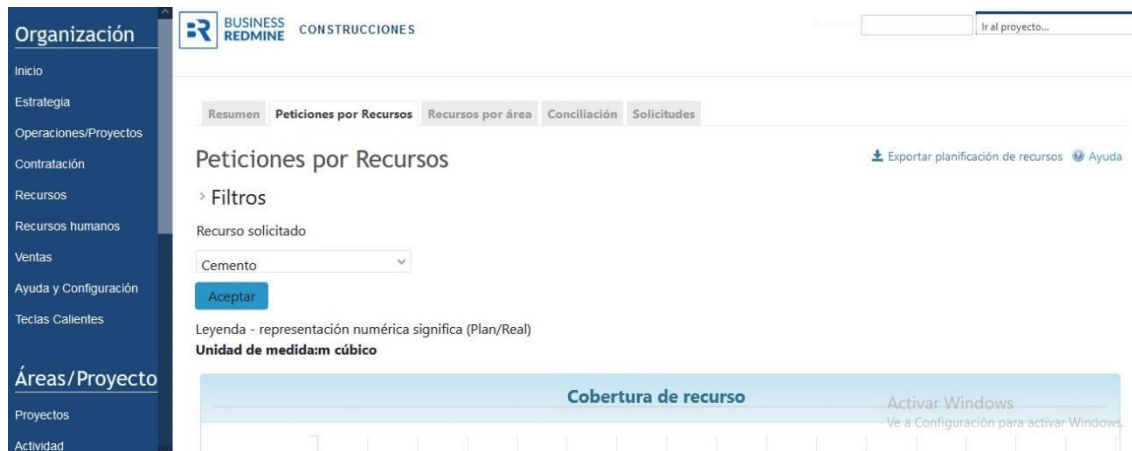 Organización
Inicio
Estrategia
Operaciones/Proyectos
Contratación
Recursos
Recursos humanos
Ventas
Ayuda y Configuración
Teclas Calientes
Áreas/Proyecto
Proyectos
Actividad
BUSINESS
REDMINE
CONSTRUCCIONES
Ir al proyecto...
Resumen Peticiones por Recursos Recursos por área Conciliación Solicitudes
Peticiones por Recursos
Exportar planificación de recursos Ayuda
Filtros
Recurso solicitado
Cemento
Aceptar
Leyenda - representación numérica significa (Plan/Real)
Unidad de medida:m cúbico
Cobertura de recurso
Activar Windows
Ve a Configuración para activar Windows.